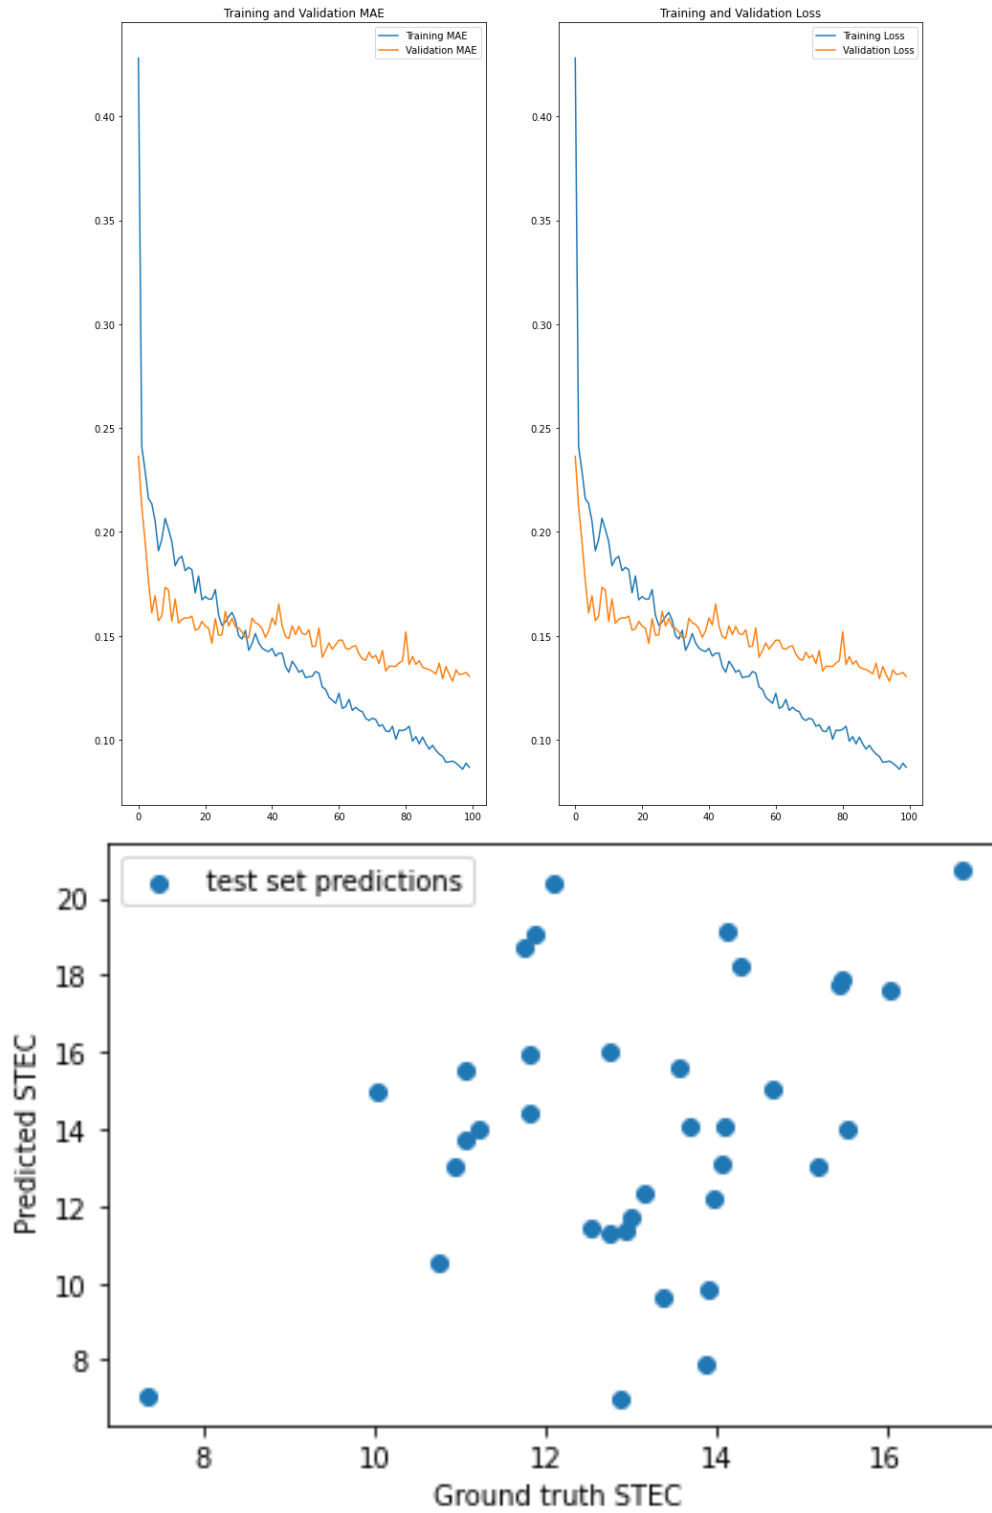 Training and Validation MAE
Training MAE
Validation MAE
0.40
0.35
0.30
0.25
0.20
0.15
0.10
0 20 40 60 80 100
Training and Validation Loss
Training Loss
Validation Loss
0.40
0.35
0.30
0.25
0.20
0.15
0.10
0 20 40 60 80 100
test set predictions
Predicted STEC
20
18
16
14
12
10
8
8 10 12 14 16
Ground truth STEC